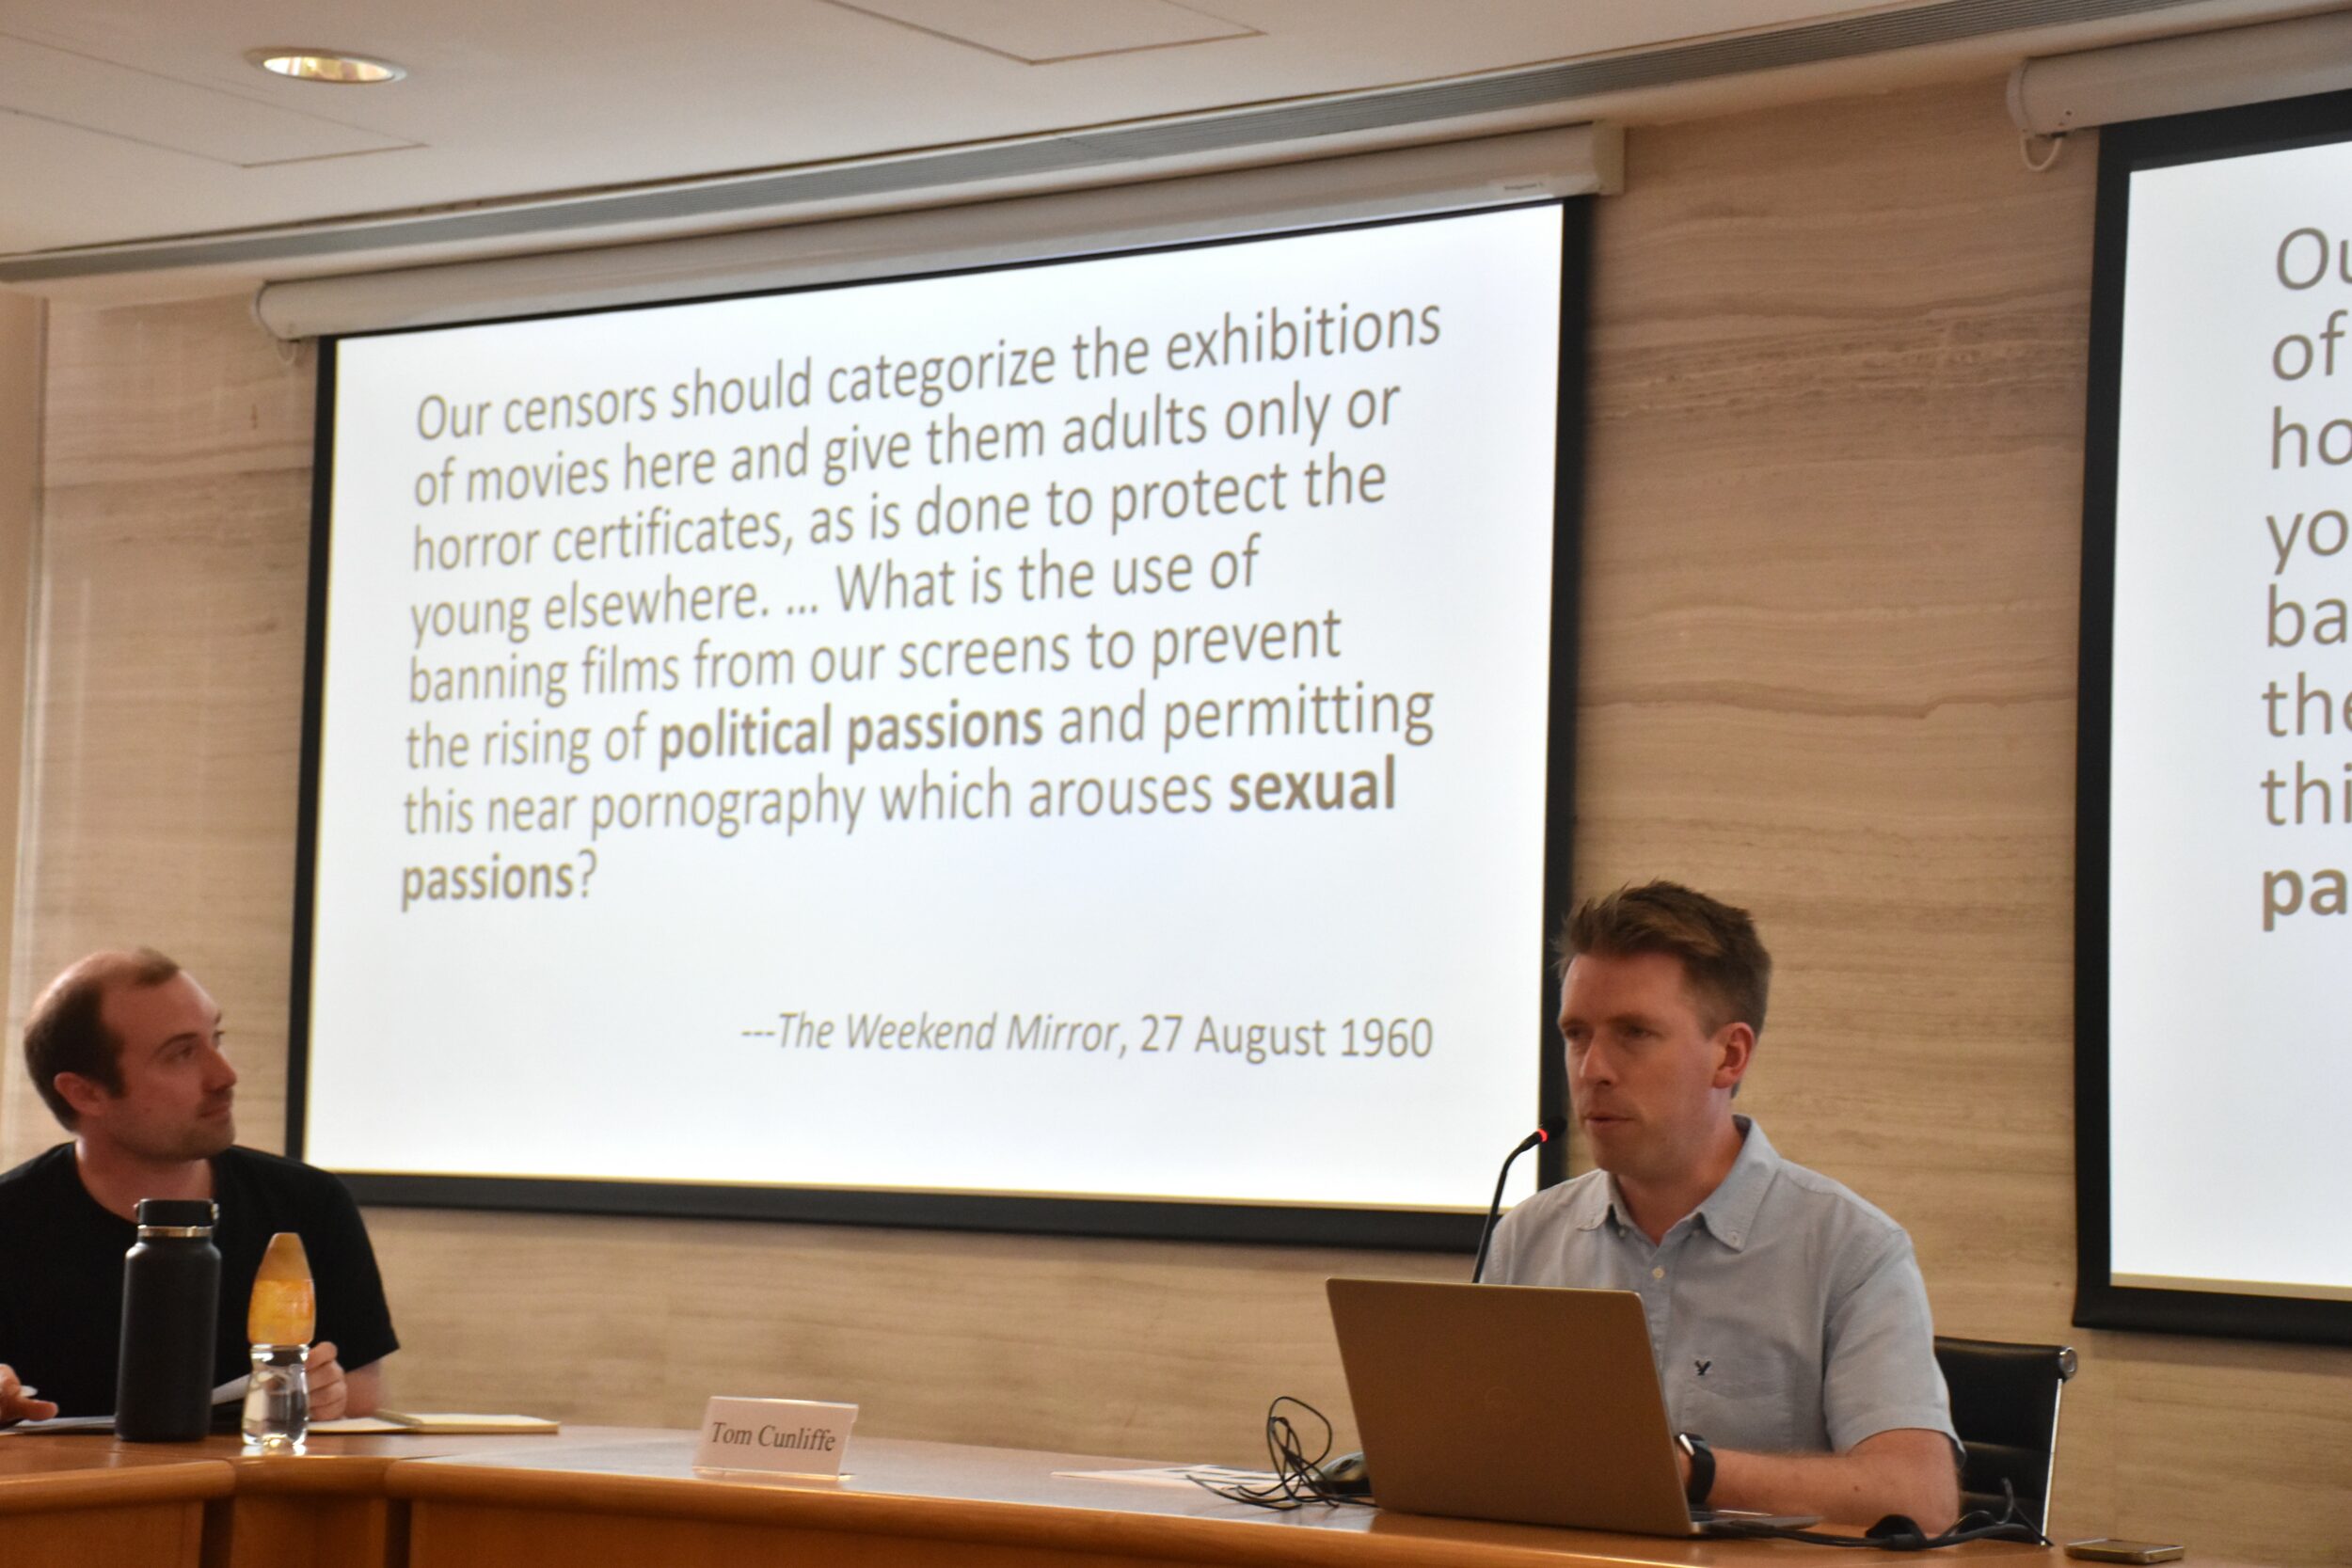 Our censors should categorize the exhibitions
of movies here and give them adults only or
horror certificates, as is done to protect the
young elsewhere. ... What is the use of
banning films from our screens to prevent
the rising of political passions and permitting
this near pornography which arouses sexual
passions?
---The Weekend Mirror, 27 August 1960
Ou
of
ho
yo
ba
the
thi
pa
Tom Cunliffe